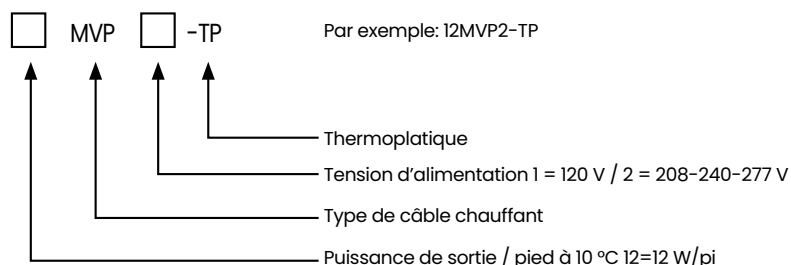 □ MVP □ -TP Par exemple: 12MVP2-TP
Thermoplatique
Tension d'alimentation 1 = 120 V / 2 = 208-240-277 V
Type de câble chauffant
Puissance de sortie / pied à 10 ºC 12=12 W/pi